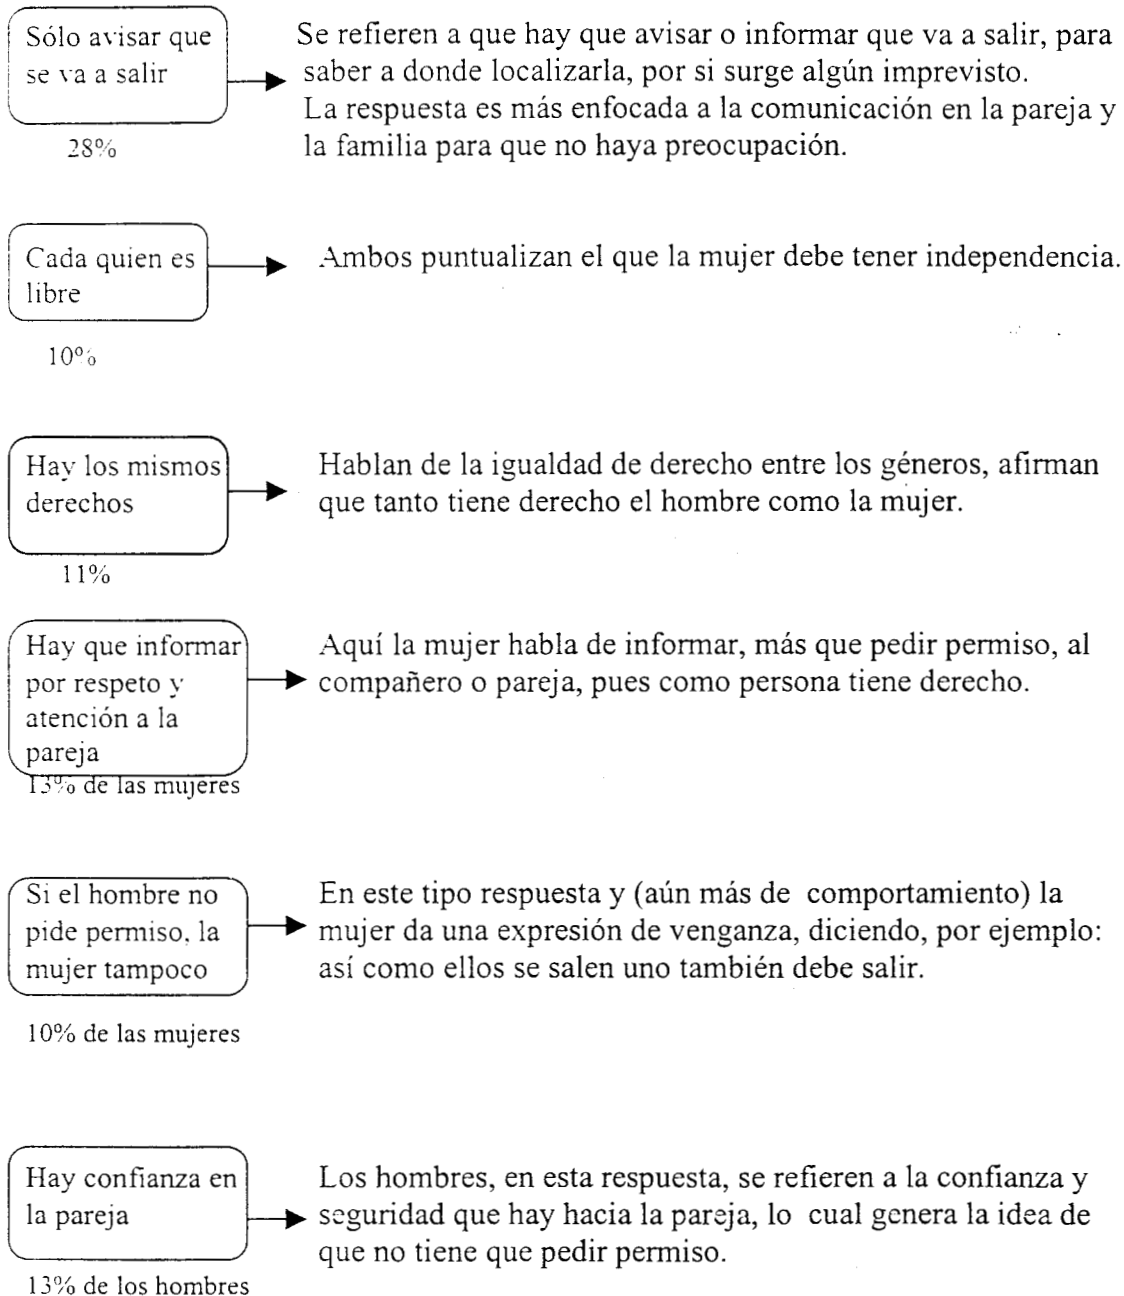 Sólo avisar que
se va a salir
28%
Se refieren a que hay que avisar o informar que va a salir, para
saber a donde localizarla, por si surge algún imprevisto.
La respuesta es más enfocada a la comunicación en la pareja y
la familia para que no haya preocupación.
Cada quien es
libre
10%
Ambos puntualizan el que la mujer debe tener independencia.
Hay los mismos
derechos
11%
Hablan de la igualdad de derecho entre los géneros, afirman
que tanto tiene derecho el hombre como la mujer.
Hay que informar
por respeto y
atención a la
pareja
13% de las mujeres
Aquí la mujer habla de informar, más que pedir permiso, al
compañero o pareja, pues como persona tiene derecho.
Si el hombre no
pide permiso, la
mujer tampoco
10% de las mujeres
En este tipo respuesta y (aún más de comportamiento) la
mujer da una expresión de venganza, diciendo, por ejemplo:
así como ellos se salen uno también debe salir.
Hay confianza en
la pareja
13% de los hombres
Los hombres, en esta respuesta, se refieren a la confianza y
seguridad que hay hacia la pareja, lo cual genera la idea de
que no tiene que pedir permiso.